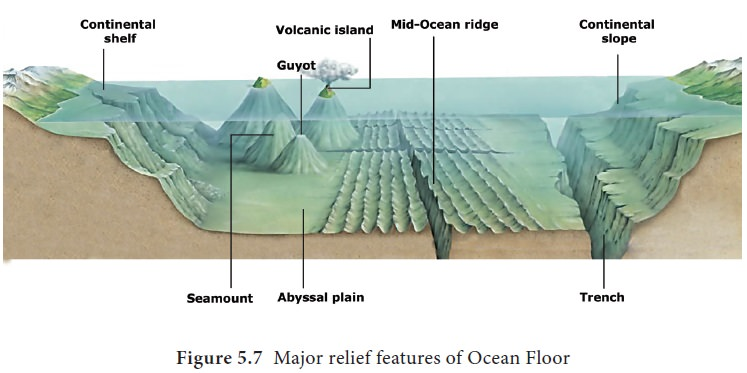 Continental
shelf
Volcanic island
Mid-Ocean ridge
Continental
slope
Guyot
Seamount
Abyssal plain
Trench
Figure 5.7 Major relief features of Ocean Floor